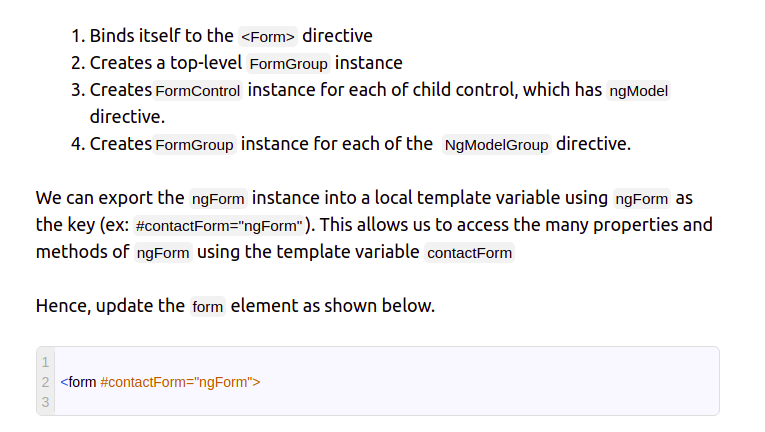 1. Binds itself to the <Form> directive
2. Creates a top-level FormGroup instance
3. Creates FormControl instance for each of child control, which has ngModel
directive.
4. Creates FormGroup instance for each of the NgModelGroup directive.
We can export the ngForm instance into a local template variable using ngForm as
the key (ex: #contactForm="ngForm"). This allows us to access the many properties and
methods of ngForm using the template variable contactForm
Hence, update the form element as shown below.
1
2 <form #contactForm="ngForm">
3